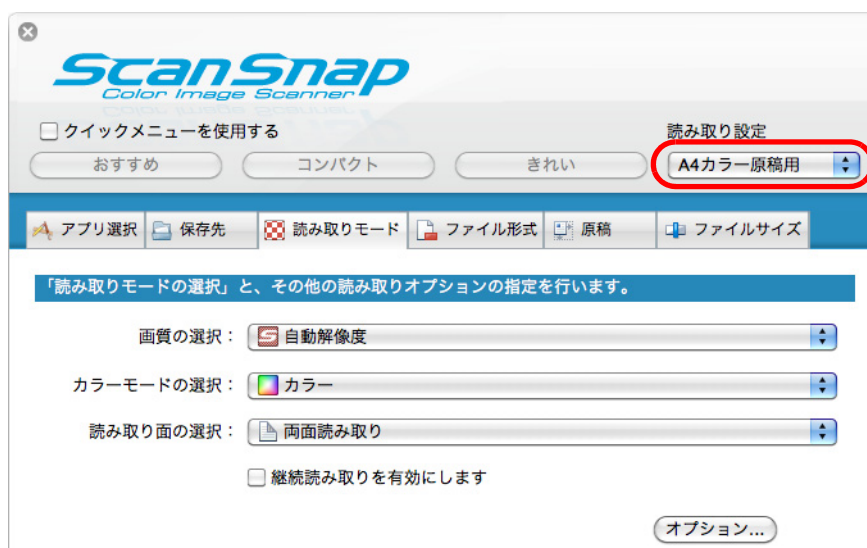 ScanSnap
Color Image Scanner
クイックメニューを使用する
読み取り設定
おすすめ
コンパクト
きれい
A4カラー原稿用
アプリ選択
保存先
読み取りモード
ファイル形式
原稿
ファイルサイズ
「読み取りモードの選択」と、その他の読み取りオプションの指定を行います。
画質の選択：
自動解像度
カラーモードの選択：
カラー
読み取り面の選択：
両面読み取り
継続読み取りを有効にします
オプション...